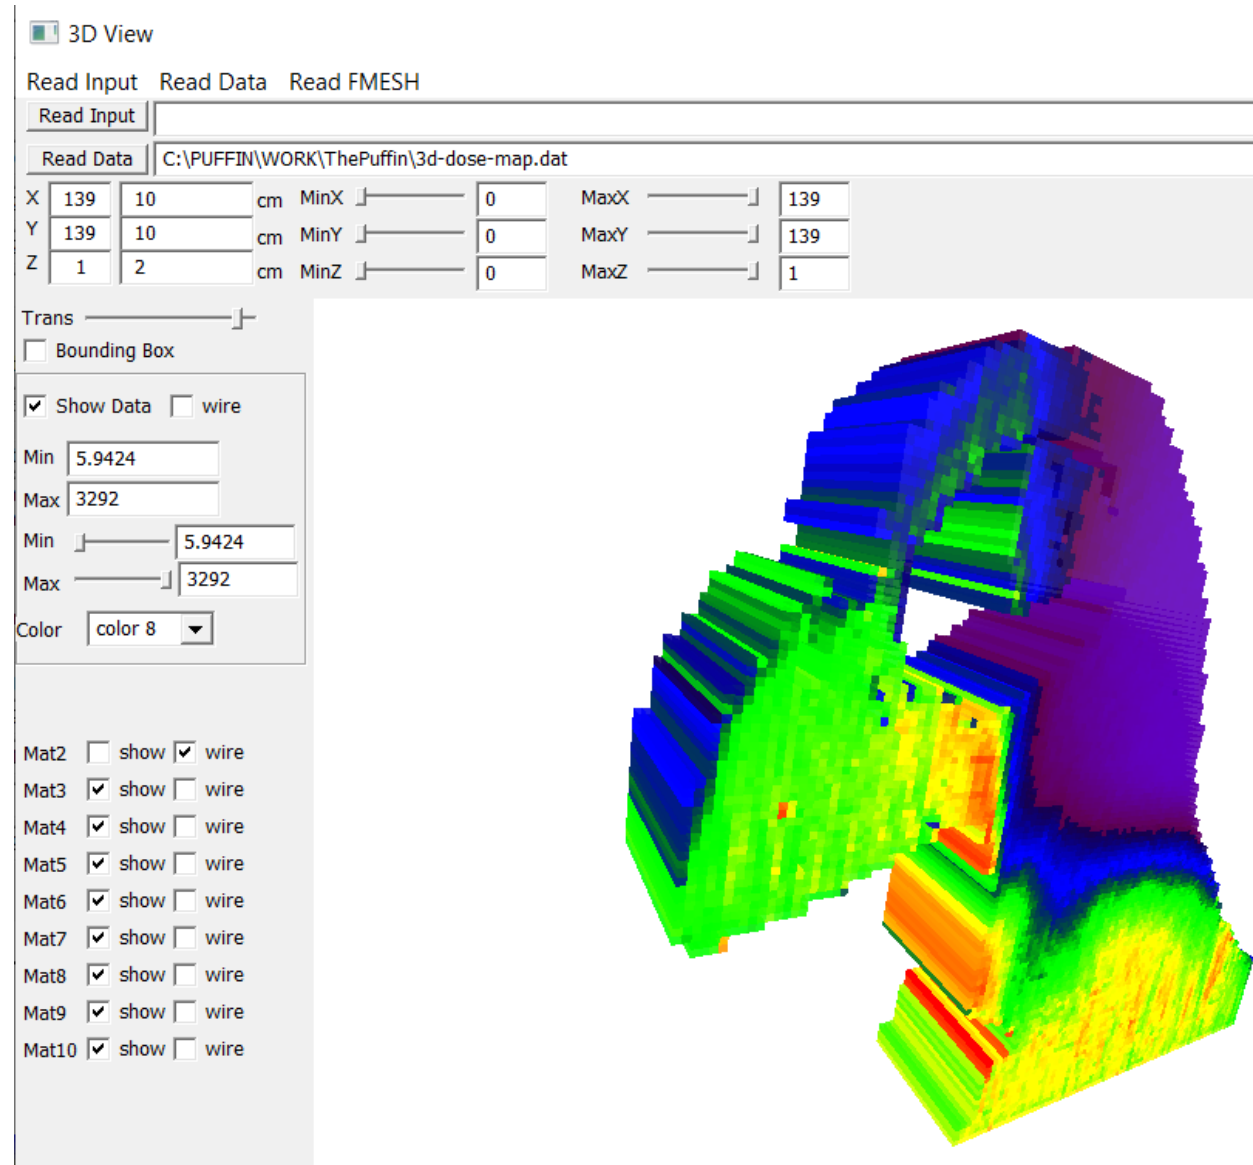 3D View
Read Input Read Data Read FMESH
Read Input
Read Data C:\PUFFIN\WORK\ThePuffin\3d-dose-map.dat
X 139 10 cm MinX 0 MaxX 139
Y 139 10 cm MinY 0 MaxY 139
Z 1 2 cm MinZ 0 MaxZ 1
Trans
Bounding Box
Show Data wire
Min 5.9424
Max 3292
Min 5.9424
Max 3292
Color color 8
Mat2 show wire
Mat3 show wire
Mat4 show wire
Mat5 show wire
Mat6 show wire
Mat7 show wire
Mat8 show wire
Mat9 show wire
Mat10 show wire